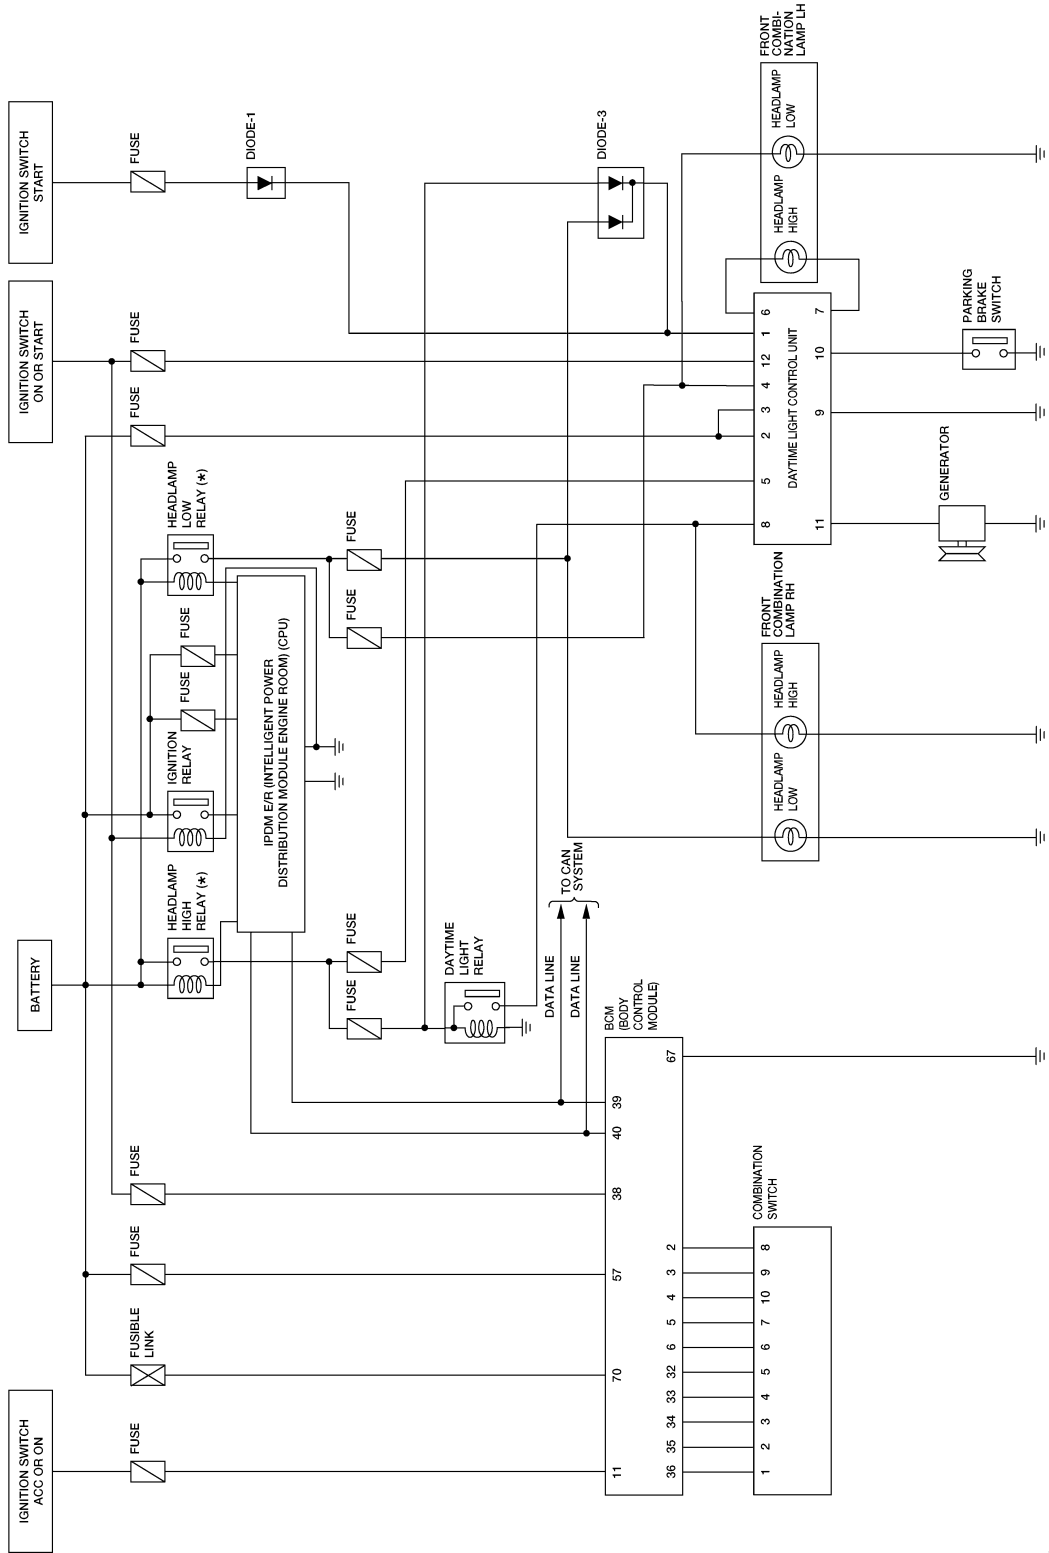 IGNITION SWITCH
ACC OR ON
BATTERY
IGNITION SWITCH
ON OR START
IGNITION SWITCH
START
FUSE
FUSIBLE
LINK
FUSE
FUSE
HEADLAMP
HIGH
RELAY (*)
IGNITION
RELAY
FUSE
FUSE
HEADLAMP
LOW
RELAY (*)
FUSE
FUSE
FUSE
DIODE-1
IPDM E/R (INTELLIGENT POWER
DISTRIBUTION MODULE ENGINE ROOM) (CPU)
FUSE
FUSE
FUSE
FUSE
DAYTIME
LIGHT
RELAY
DATA LINE
DATA LINE
TO CAN
SYSTEM
DIODE-3
BCM
(BODY
CONTROL
MODULE)
11
70
57
38
40
39
36
35
34
33
32
6
5
4
3
2
67
COMBINATION
SWITCH
1
2
3
4
5
6
7
10
9
8
FRONT
COMBINATION
LAMP RH
HEADLAMP
LOW
HEADLAMP
HIGH
8
5
2
3
4
12
1
6
DAYTIME LIGHT CONTROL UNIT
11
9
10
7
FRONT
COMBI-
NATION
LAMP LH
HEADLAMP
HIGH
HEADLAMP
LOW
GENERATOR
PARKING
BRAKE
SWITCH